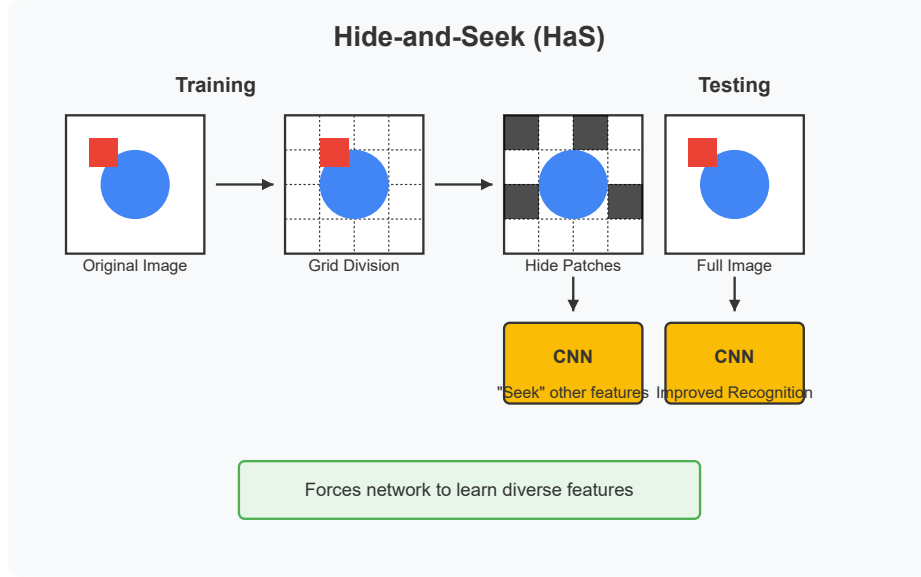 Hide-and-Seek (HaS)
Training
Testing
Original Image
Grid Division
Hide Patches
Full Image
CNN
"Seek" other features
CNN
Improved Recognition
Forces network to learn diverse features